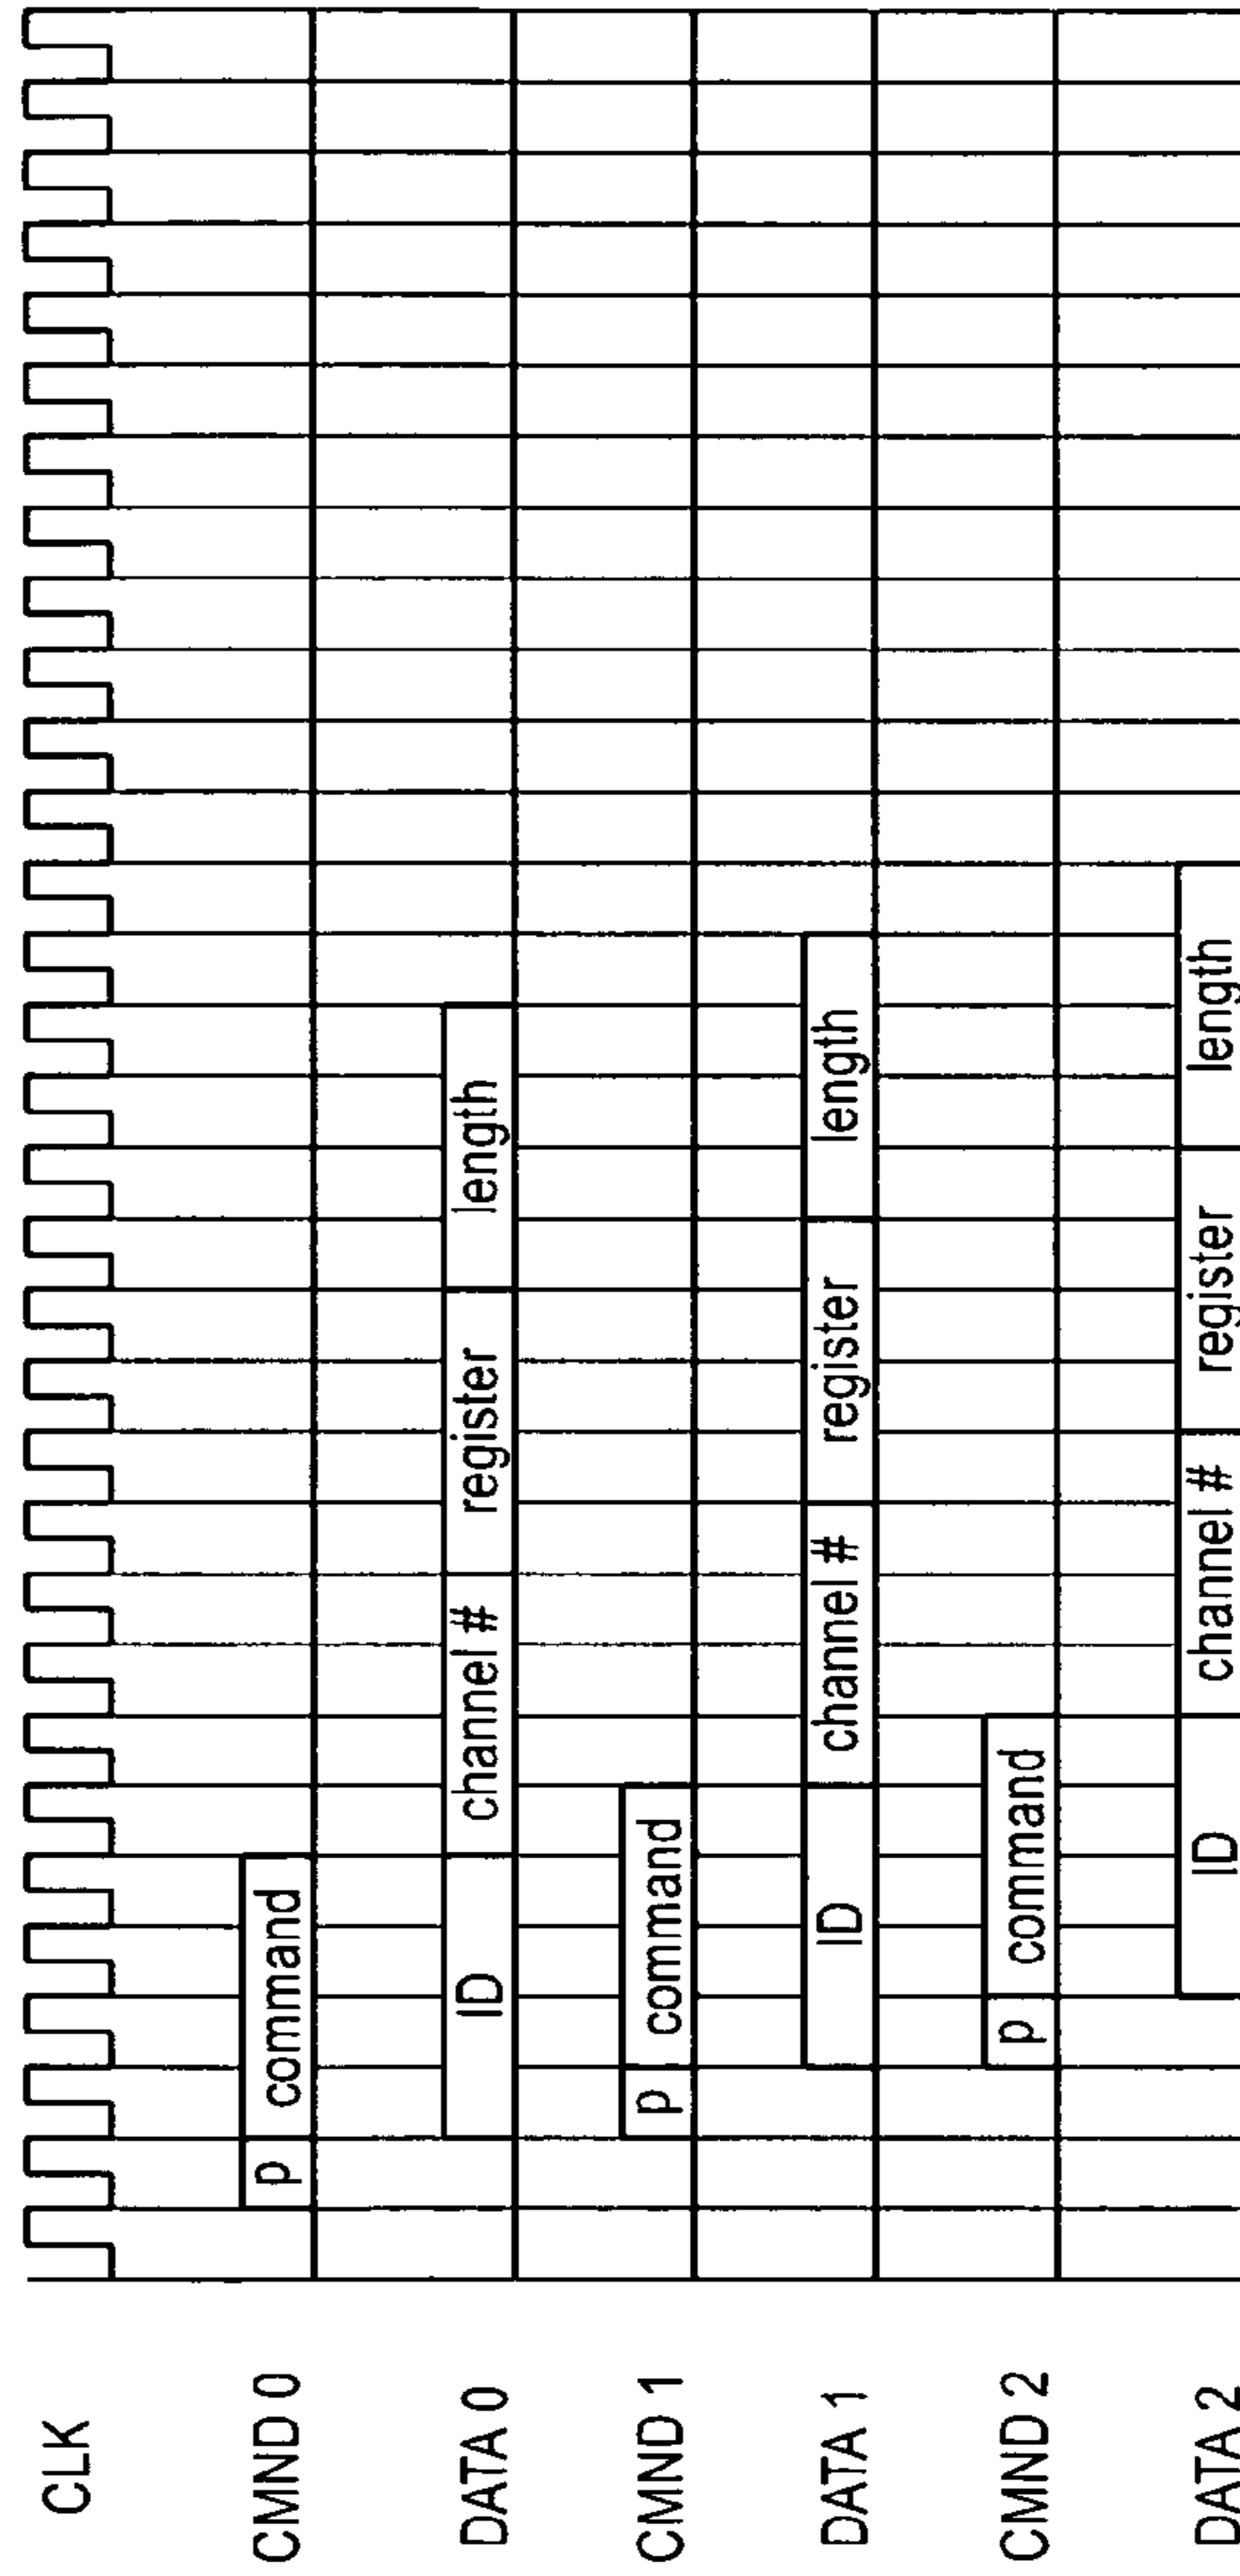 CLK
CMND 0
p command
DATA 0
ID channel # register length
CMND 1
p command
DATA 1
ID channel # register length
CMND 2
p command
DATA 2
ID channel # register length